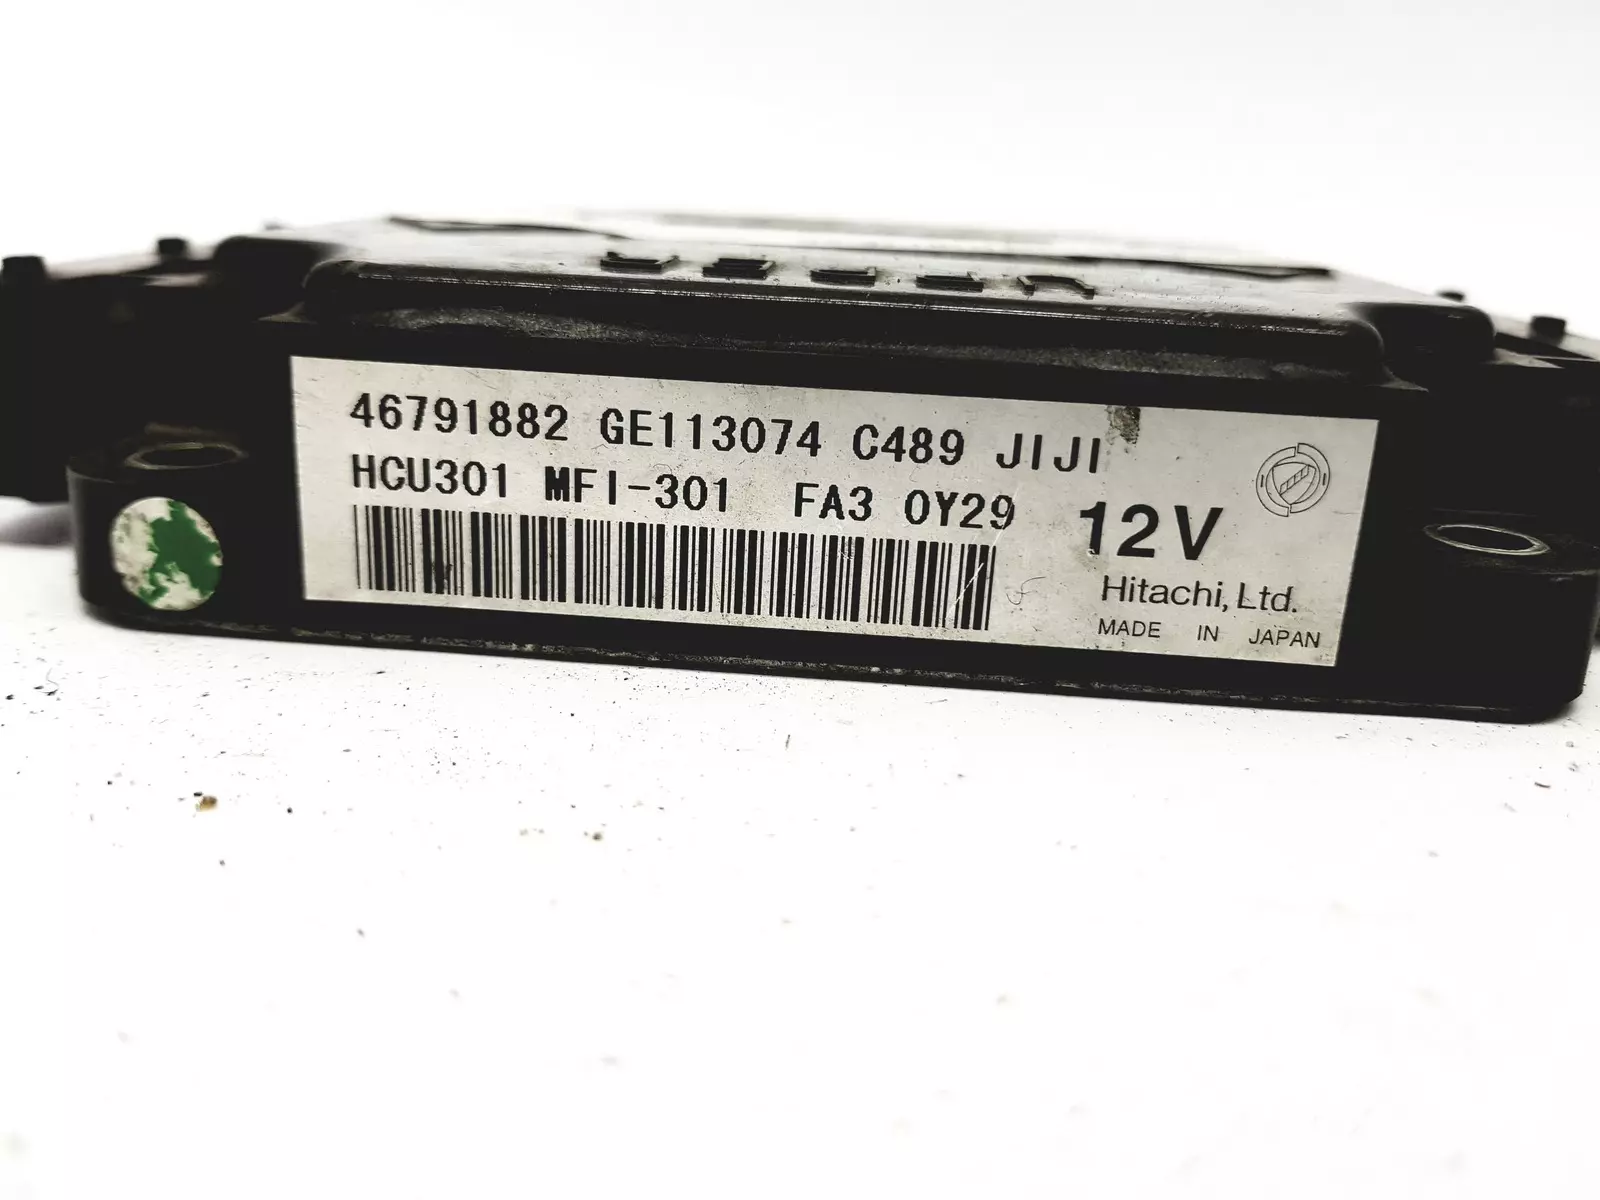 46791882 GE113074 C489 JIJI
HCU301 MFI-301 FA3 0Y29
12V
Hitachi, Ltd.
MADE IN JAPAN